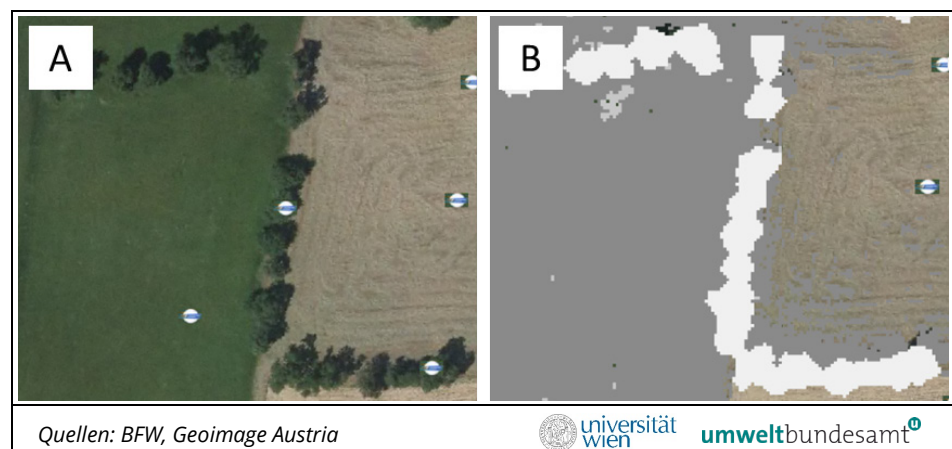 A
B
Quellen: BFW, Geoimage Austria
universität
wien
umweltbundesamt